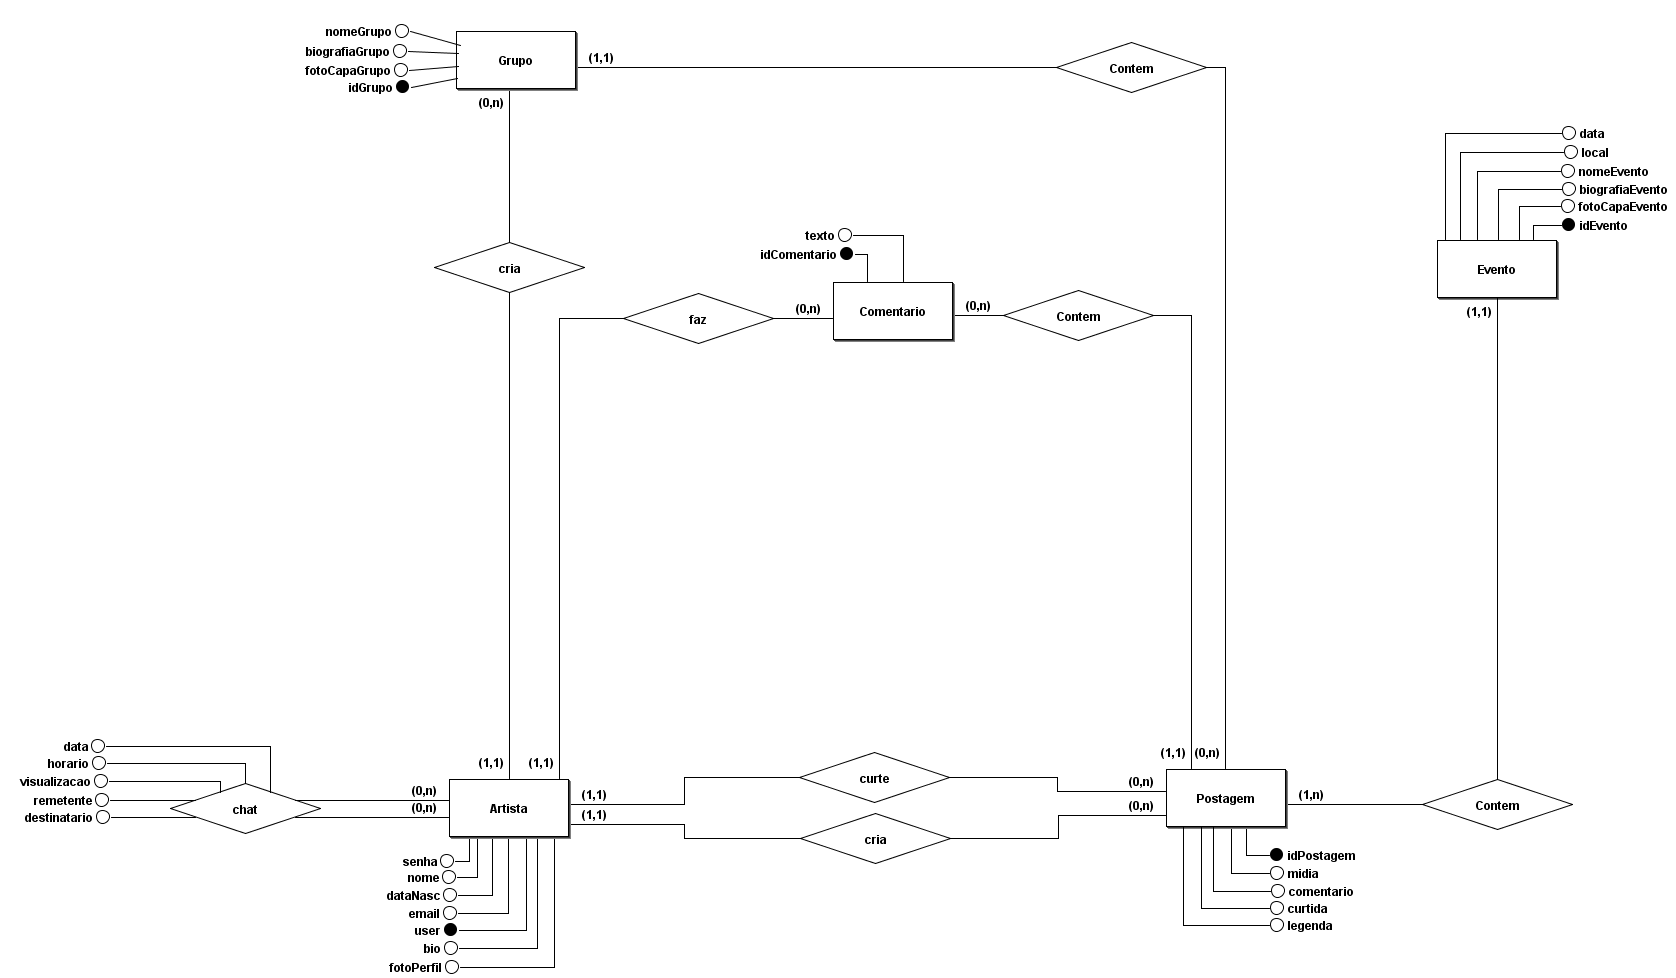 nomeGrupo
biografiaGrupo
fotoCapaGrupo
idGrupo
Grupo
(1,1)
Contem
(0,n)
data
local
nomeEvento
biografiaEvento
fotoCapaEvento
idEvento
Evento
(1,1)
cria
texto
idComentario
faz
(0,n)
Comentario
(0,n)
Contem
(1,1)
(1,1)
(1,1)
(0,n)
data
horario
visualizacao
remetente
destinatario
chat
(0,n)
(0,n)
Artista
(1,1)
(1,1)
curte
cria
(0,n)
(0,n)
Postagem
(1,n)
Contem
senha
nome
dataNasc
email
user
bio
fotoPerfil
idPostagem
midia
comentario
curtida
legenda